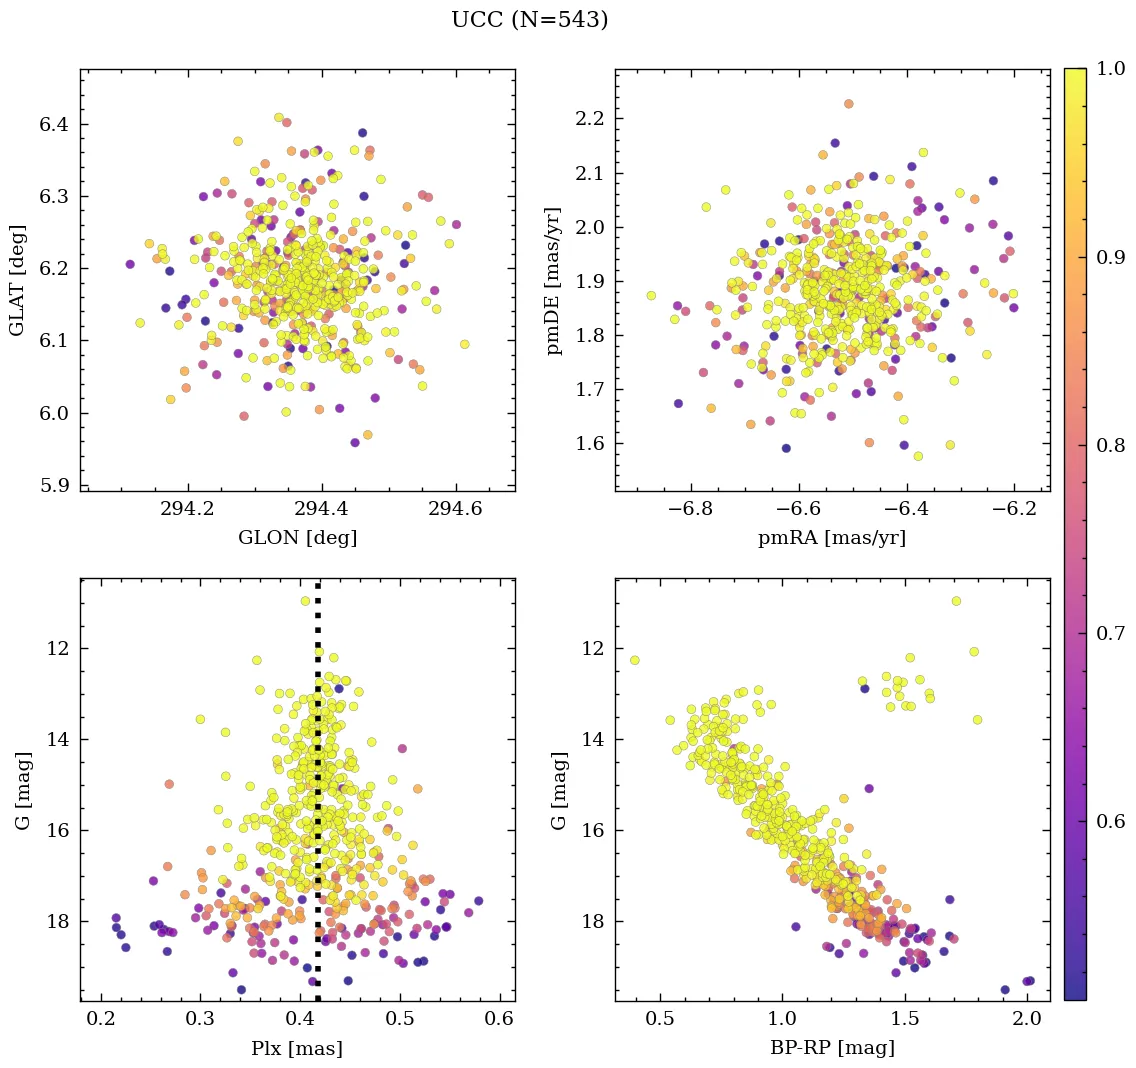 UCC (N=543)
6.4
6.3
6.2
6.1
6.0
5.9
GLAT [deg]
294.2 294.4 294.6
GLON [deg]
2.2
2.1
2.0
1.9
1.8
1.7
1.6
pmDE [mas/yr]
−6.8 −6.6 −6.4 −6.2
pmRA [mas/yr]
1.0
0.9
0.8
0.7
0.6
12
14
16
18
G [mag]
0.2 0.3 0.4 0.5 0.6
Plx [mas]
12
14
16
18
G [mag]
0.5 1.0 1.5 2.0
BP-RP [mag]